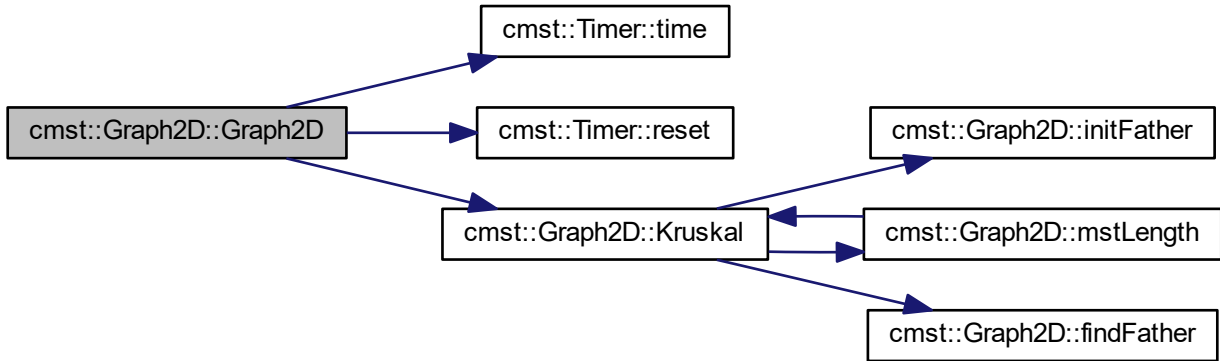 cmst::Timer::time
cmst::Graph2D::Graph2D
cmst::Timer::reset
cmst::Graph2D::initFather
cmst::Graph2D::Kruskal
cmst::Graph2D::mstLength
cmst::Graph2D::findFather